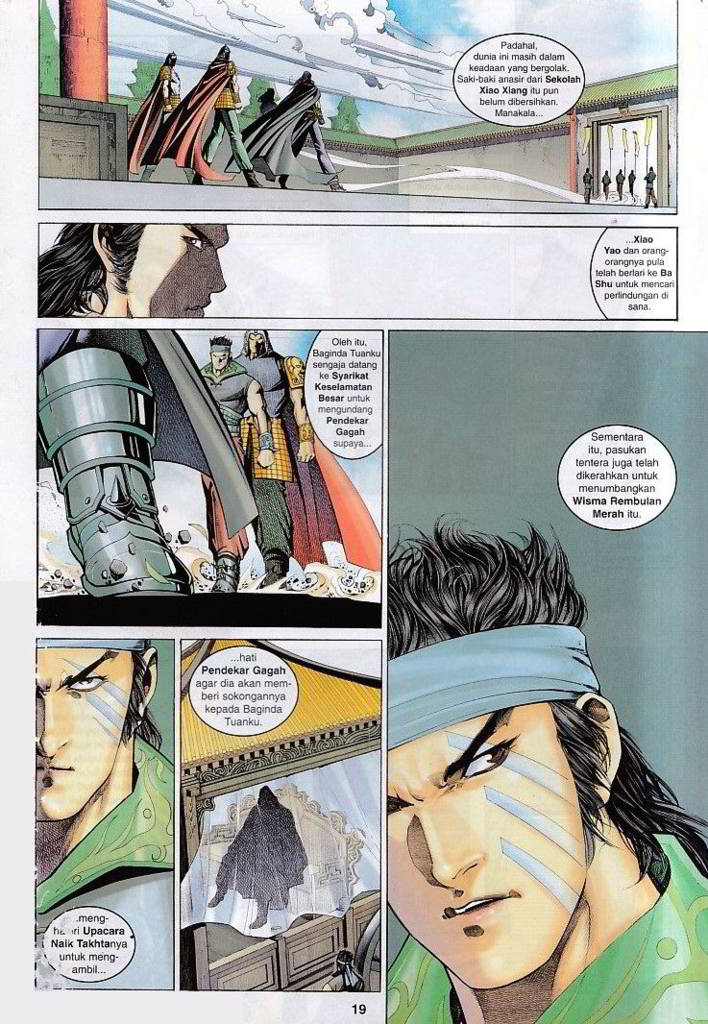 Padahal,
dunia ini masih dalam
keadaan yang bergolak.
Saki-baki anasir dari Sekolah
Xiao Xiang itu pun
belum dibersihkan.
Manakala...
...Xiao
Yao dan orang-
orangnya pula
telah berlari ke Ba
Shu untuk mencari
perlindungan di
sana.
Oleh itu,
Baginda Tuanku
sengaja datang
ke Syarikat
Keselamatan
Besar untuk
mengundang
Pendekar
Gagah
supaya...
Sementara
itu, pasukan
tentera juga telah
dikerahkan untuk
menumbangkan
Wisma Rembulan
Merah itu.
...meng-
Upacara
Naik Takhtanya
untuk meng-
ambil...
...hati
Pendekar Gagah
agar dia akan mem-
beri sokongannya
kepada Baginda
Tuanku.
19